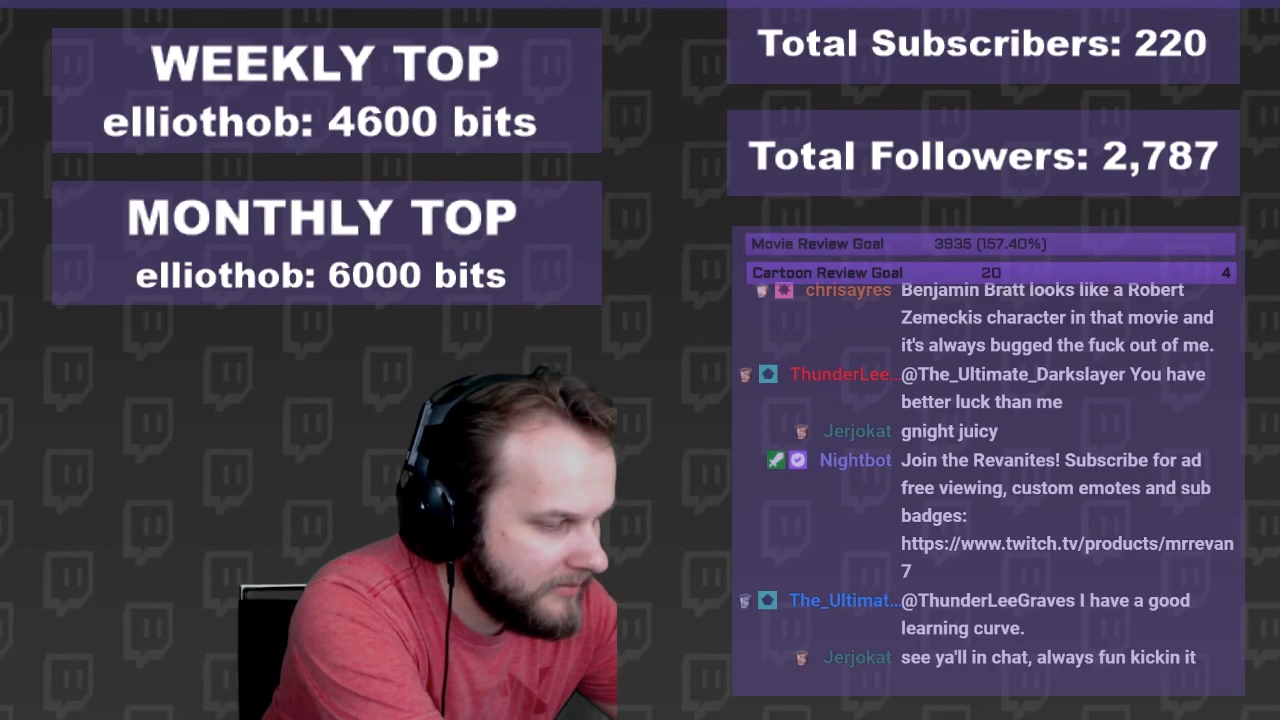 WEEKLY TOP
elliothob: 4600 bits
MONTHLY TOP
elliothob: 6000 bits
Total Subscribers: 220
Total Followers: 2,787
Movie Review Goal 3935 (157.40%)
Cartoon Review Goal 20 4
chrisayres Benjamin Bratt looks like a Robert
Zemeckis character in that movie and
it's always bugged the fuck out of me.
ThunderLee... @The_Ultimate_Darkslayer You have
better luck than me
Jerjokat gnight juicy
Nightbot Join the Revanites! Subscribe for ad
free viewing, custom emotes and sub
badges:
https://www.twitch.tv/products/mrrevan
7
The_Ultimat... @ThunderLeeGraves I have a good
learning curve.
Jerjokat see ya'll in chat, always fun kickin it